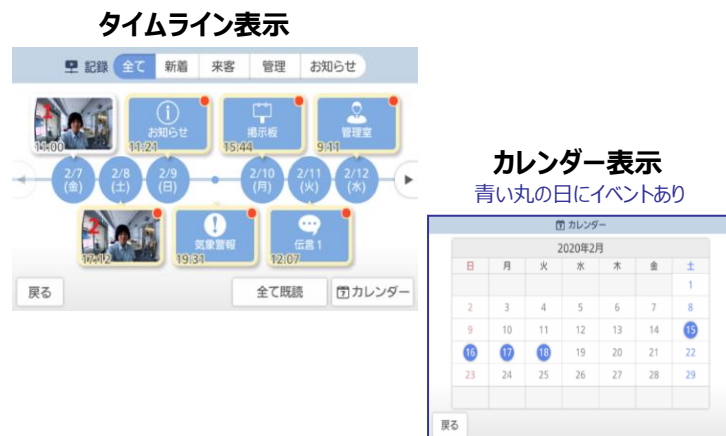 タイムライン表示
記録 全て 新着 来客 管理 お知らせ
1
11:00
お知らせ
11:21
掲示板
15:44
管理室
9:11
2/7
(金)
2/8
(土)
2/9
(日)
2/10
(月)
2/11
(火)
2/12
(水)
2
17:12
気象警報
19:31
伝言1
12:07
戻る 全て既読 カレンダー
カレンダー表示
青い丸の日にイベントあり
カレンダー
2020年2月
日 月 火 水 木 金 土
1
2 3 4 5 6 7 8
9 10 11 12 13 14 15
16 17 18 19 20 21 22
23 24 25 26 27 28 29
戻る